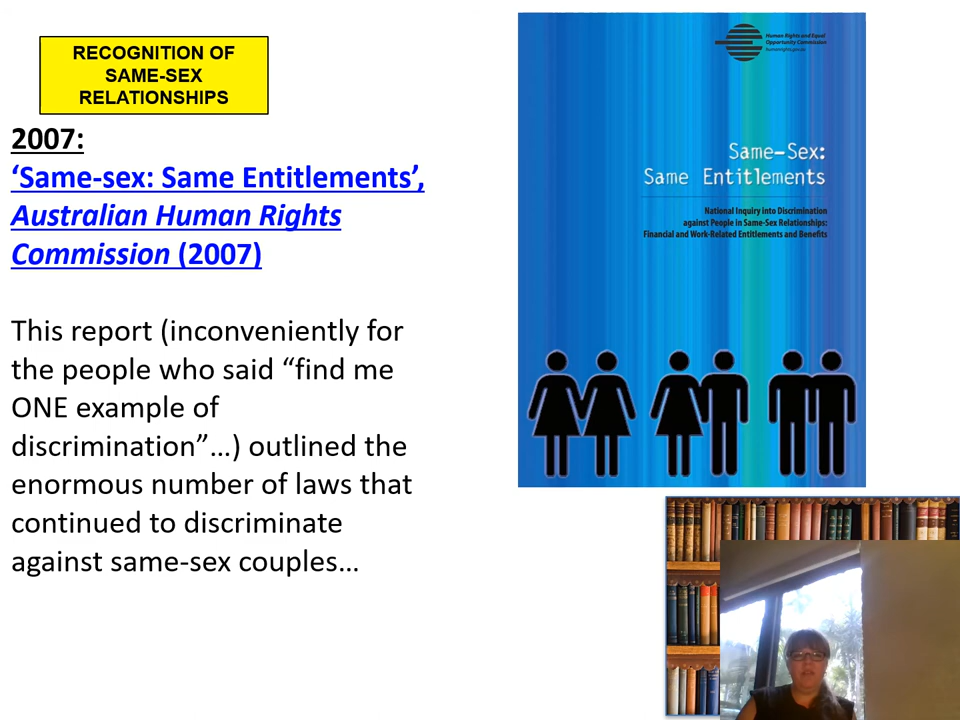 RECOGNITION OF
SAME-SEX
RELATIONSHIPS
2007:
‘Same-sex: Same Entitlements’,
Australian Human Rights
Commission (2007)
This report (inconveniently for
the people who said “find me
ONE example of
discrimination”…) outlined the
enormous number of laws that
continued to discriminate
against same-sex couples…
Human Rights and Equal
Opportunity Commission
humanrights.gov.au
Same-Sex:
Same Entitlements
National Inquiry into Discrimination
against People in Same-Sex Relationships:
Financial and Work-Related Entitlements and Benefits